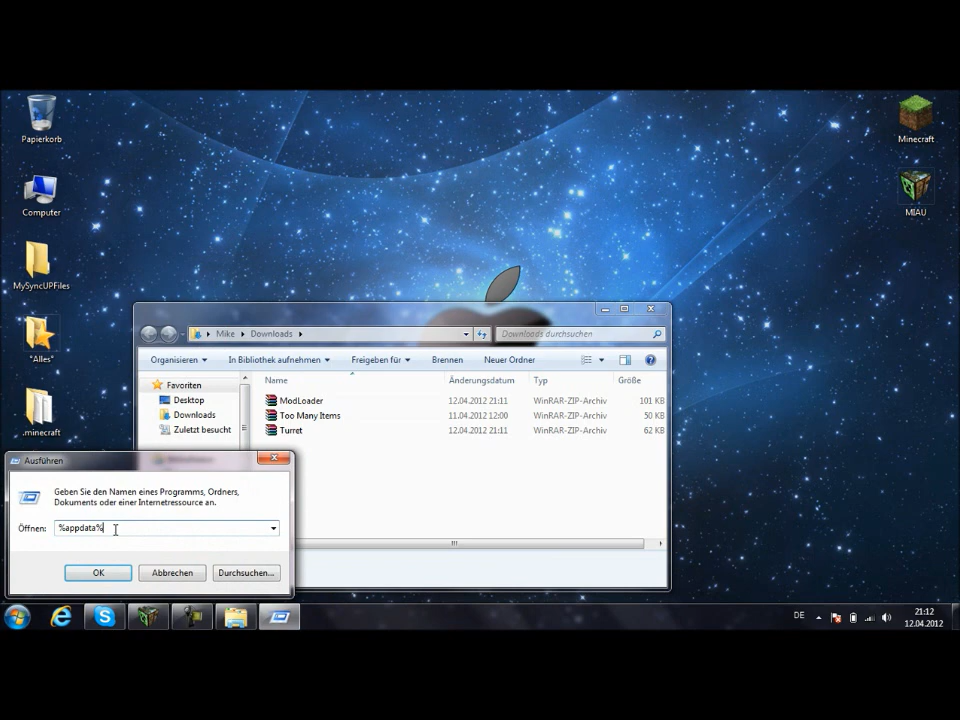 Papierkorb
Computer
MySyncUPFiles
"Alles"
.minecraft
Minecraft
MIAU
Mike Downloads
Downloads durchsuchen
Organisieren In Bibliothek aufnehmen Freigeben für Brennen Neuer Ordner
Favoriten
Desktop
Downloads
Zuletzt besucht
Name Änderungsdatum Typ Größe
ModLoader 12.04.2012 21:11 WinRAR-ZIP-Archiv 101 KB
Too Many Items 11.04.2012 12:00 WinRAR-ZIP-Archiv 50 KB
Turret 12.04.2012 21:11 WinRAR-ZIP-Archiv 62 KB
Ausführen
Geben Sie den Namen eines Programms, Ordners,
Dokuments oder einer Internetressource an.
Öffnen: %appdata%
OK Abbrechen Durchsuchen...
DE
21:12
12.04.2012